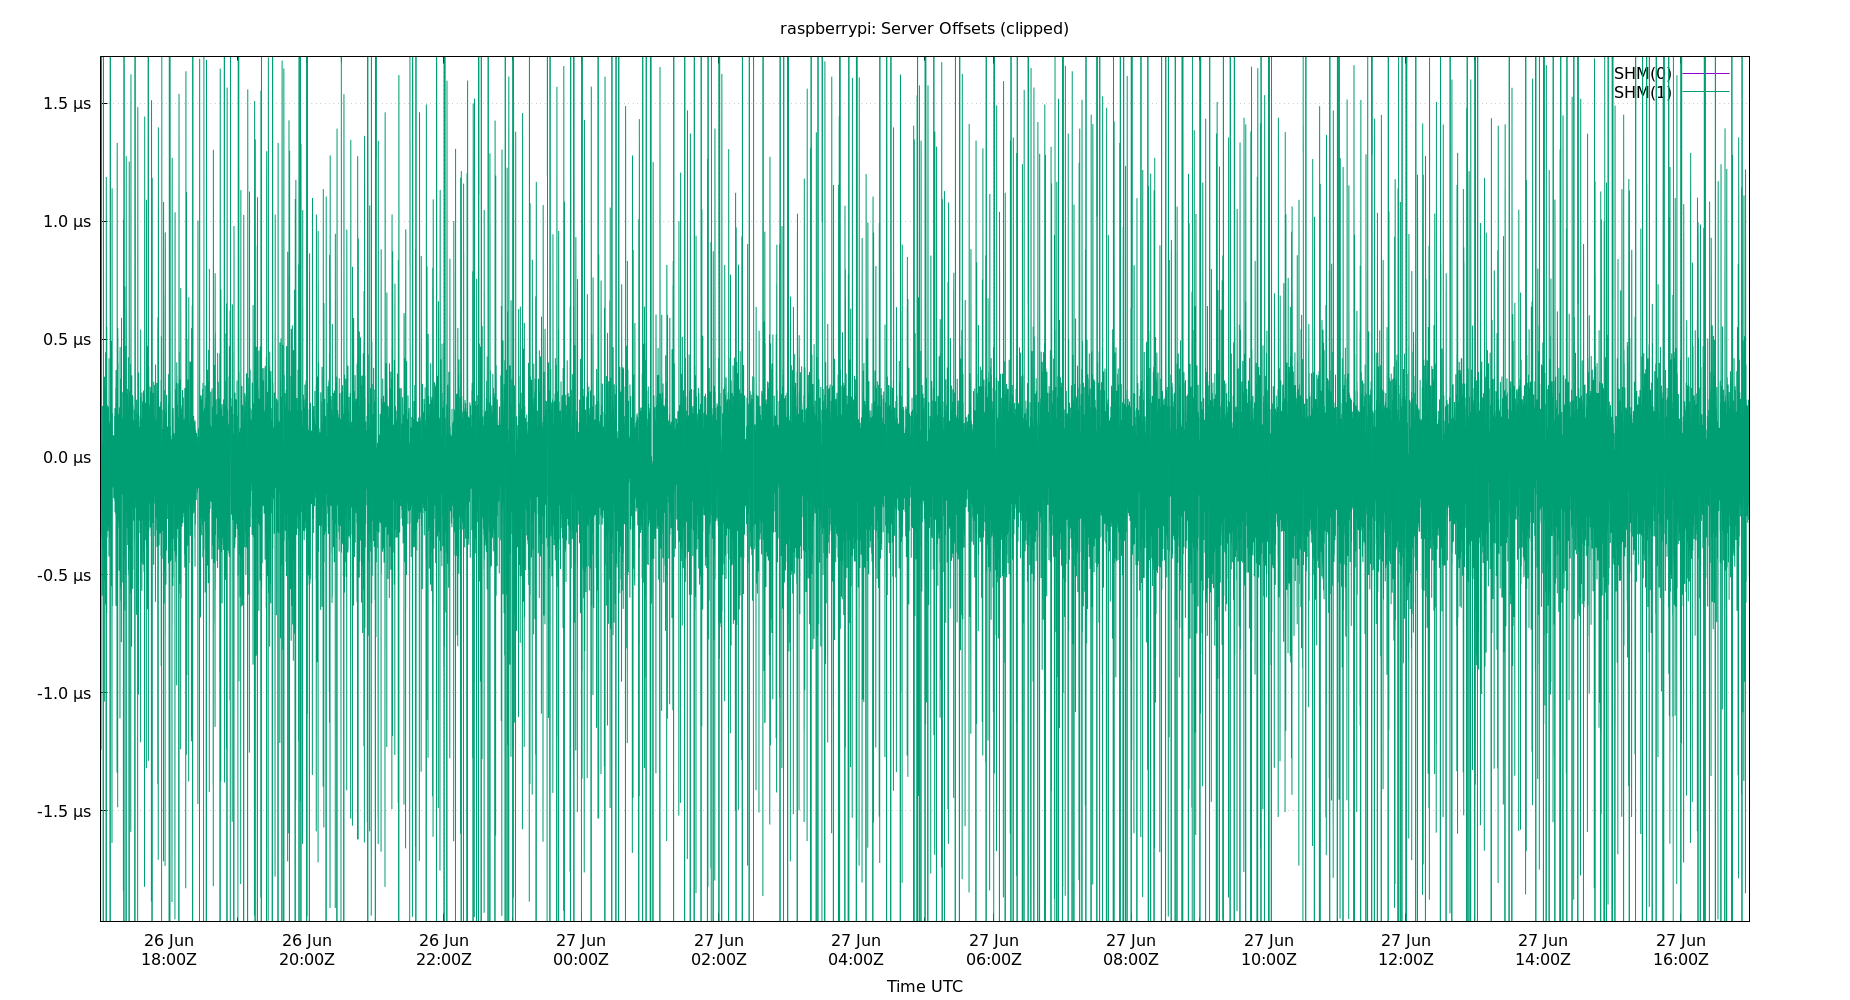 raspberrypi: Server Offsets (clipped)
SHM(0)
SHM(1)
1.5 µs
1.0 µs
0.5 µs
0.0 µs
-0.5 µs
-1.0 µs
-1.5 µs
26 Jun 26 Jun 26 Jun 27 Jun 27 Jun 27 Jun 27 Jun 27 Jun 27 Jun 27 Jun 27 Jun 27 Jun
18:00Z 20:00Z 22:00Z 00:00Z 02:00Z 04:00Z 06:00Z 08:00Z 10:00Z 12:00Z 14:00Z 16:00Z
Time UTC